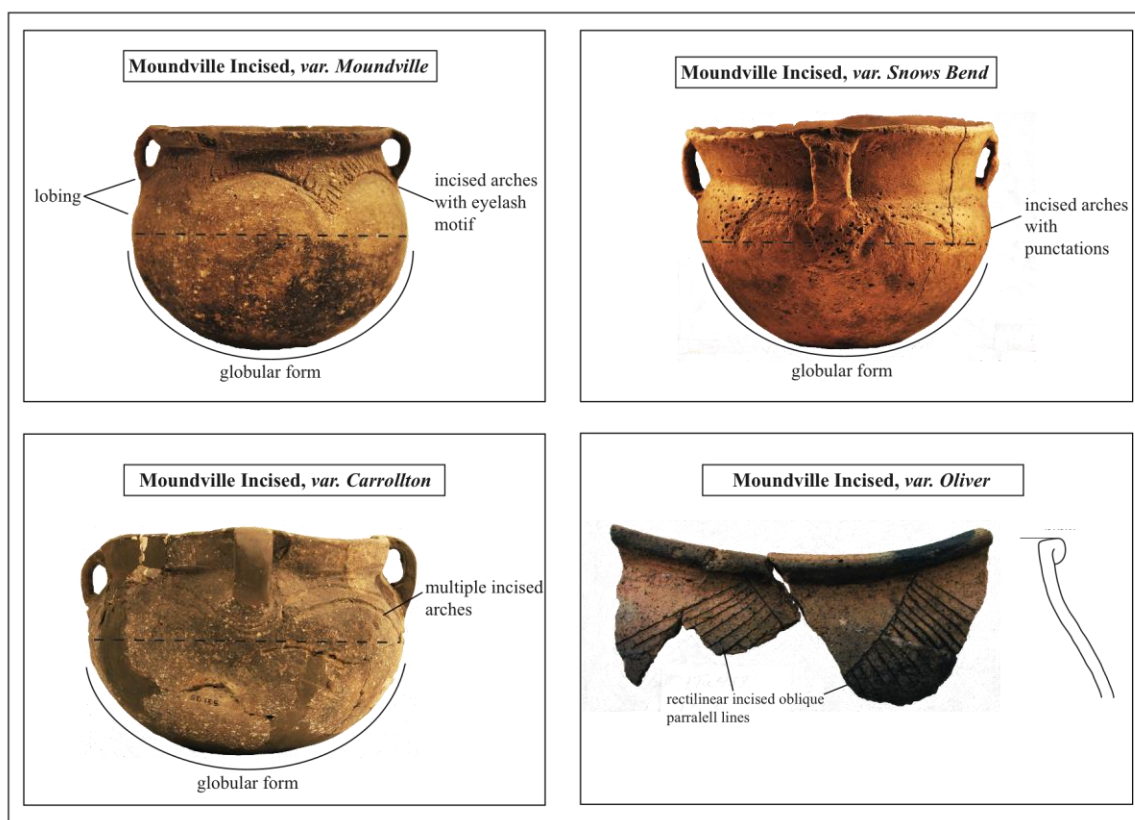 Moundville Incised, var. Moundville
lobing
incised arches
with eyelash
motif
globular form
Moundville Incised, var. Snows Bend
incised arches
with
punctations
globular form
Moundville Incised, var. Carrollton
multiple incised
arches
globular form
Moundville Incised, var. Oliver
rectilinear incised oblique
parralell lines